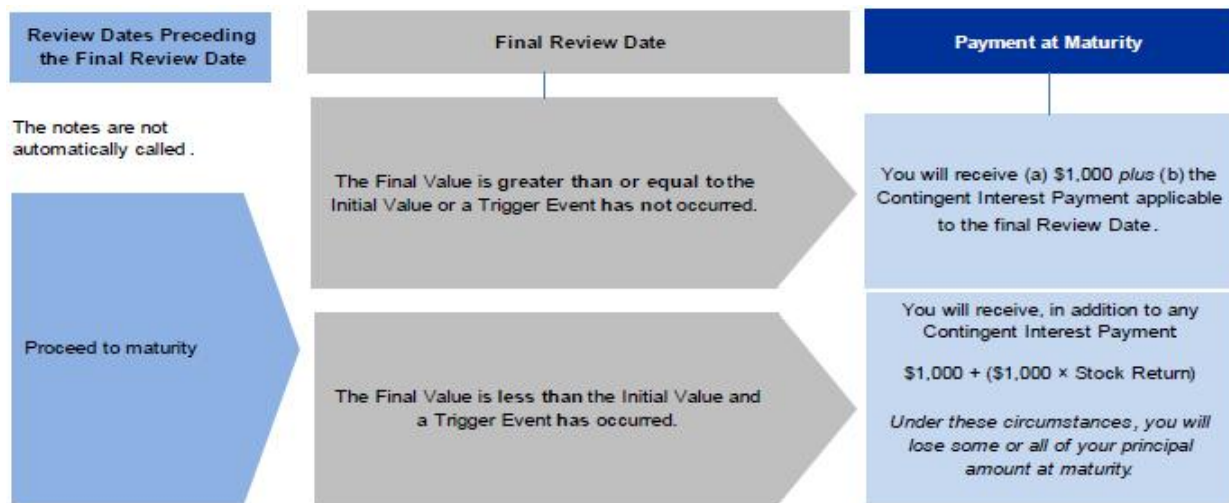 Review Dates Preceding
the Final Review Date
Final Review Date
Payment at Maturity
The notes are not
automatically called .
Proceed to maturity
The Final Value is greater than or equal to the
Initial Value or a Trigger Event has not occurred.
You will receive (a) $1,000 plus (b) the
Contingent Interest Payment applicable
to the final Review Date .
The Final Value is less than the Initial Value and
a Trigger Event has occurred.
You will receive, in addition to any
Contingent Interest Payment
$1,000 + ($1,000 × Stock Return)
Under these circumstances, you will
lose some or all of your principal
amount at maturity.